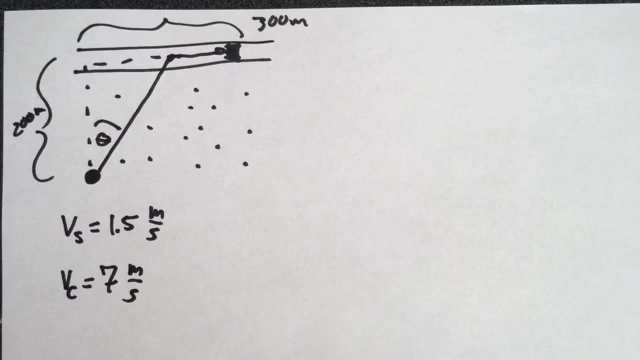 300m
200m
θ
Vs = 1.5 m/s
Vc = 7 m/s